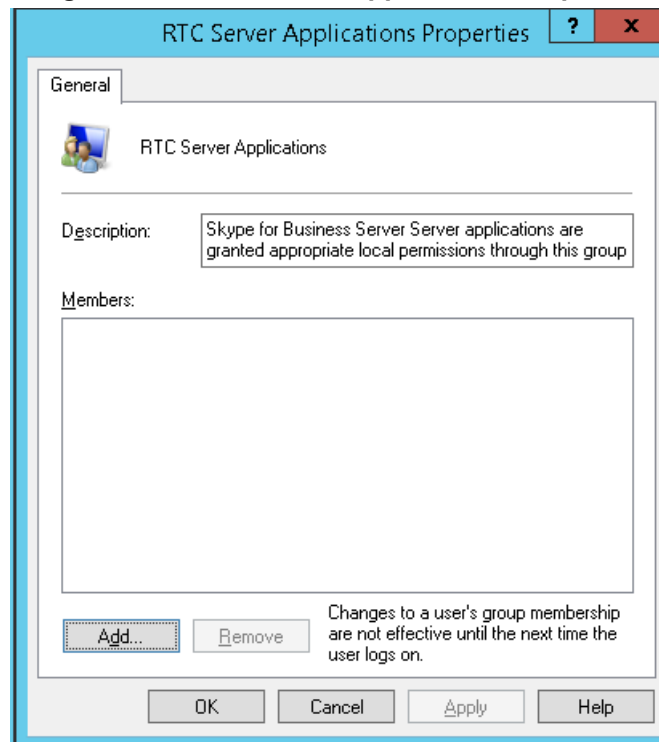 RTC Server Applications Properties
?
x
General
RTC Server Applications
Description:
Skype for Business Server Server applications are
granted appropriate local permissions through this group
Members:
Changes to a user's group membership
are not effective until the next time the
user logs on.
Add...
Remove
OK
Cancel
Apply
Help